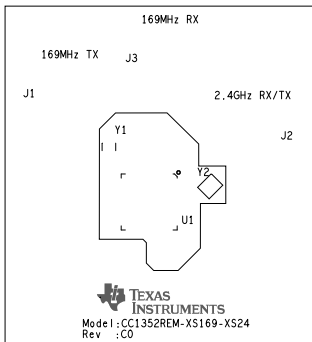 169MHz RX
169MHz TX
J3
J1
2.4GHz RX/TX
Y1
J2
Y2
U1
TEXAS
INSTRUMENTS
Model:CC1352REM-XS169-XS24
Rev :C0